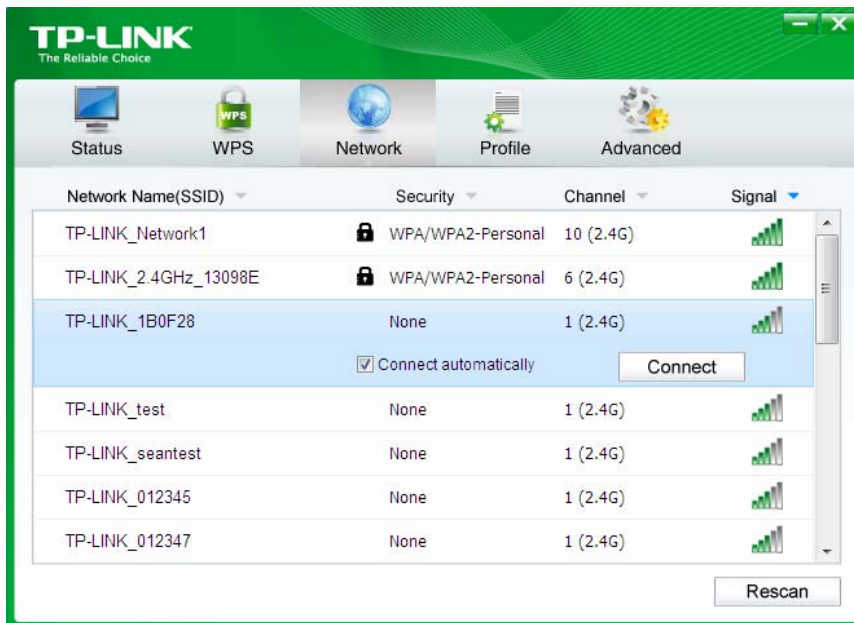 TP-LINK
The Reliable Choice
WPS
Status WPS Network Profile Advanced
Network Name(SSID) Security Channel Signal
TP-LINK_Network1 WPA/WPA2-Personal 10 (2.4G)
TP-LINK_2.4GHz_13098E WPA/WPA2-Personal 6 (2.4G)
TP-LINK_1B0F28 None 1 (2.4G)
Connect automatically Connect
TP-LINK_test None 1 (2.4G)
TP-LINK_seantest None 1 (2.4G)
TP-LINK_012345 None 1 (2.4G)
TP-LINK_012347 None 1 (2.4G)
Rescan